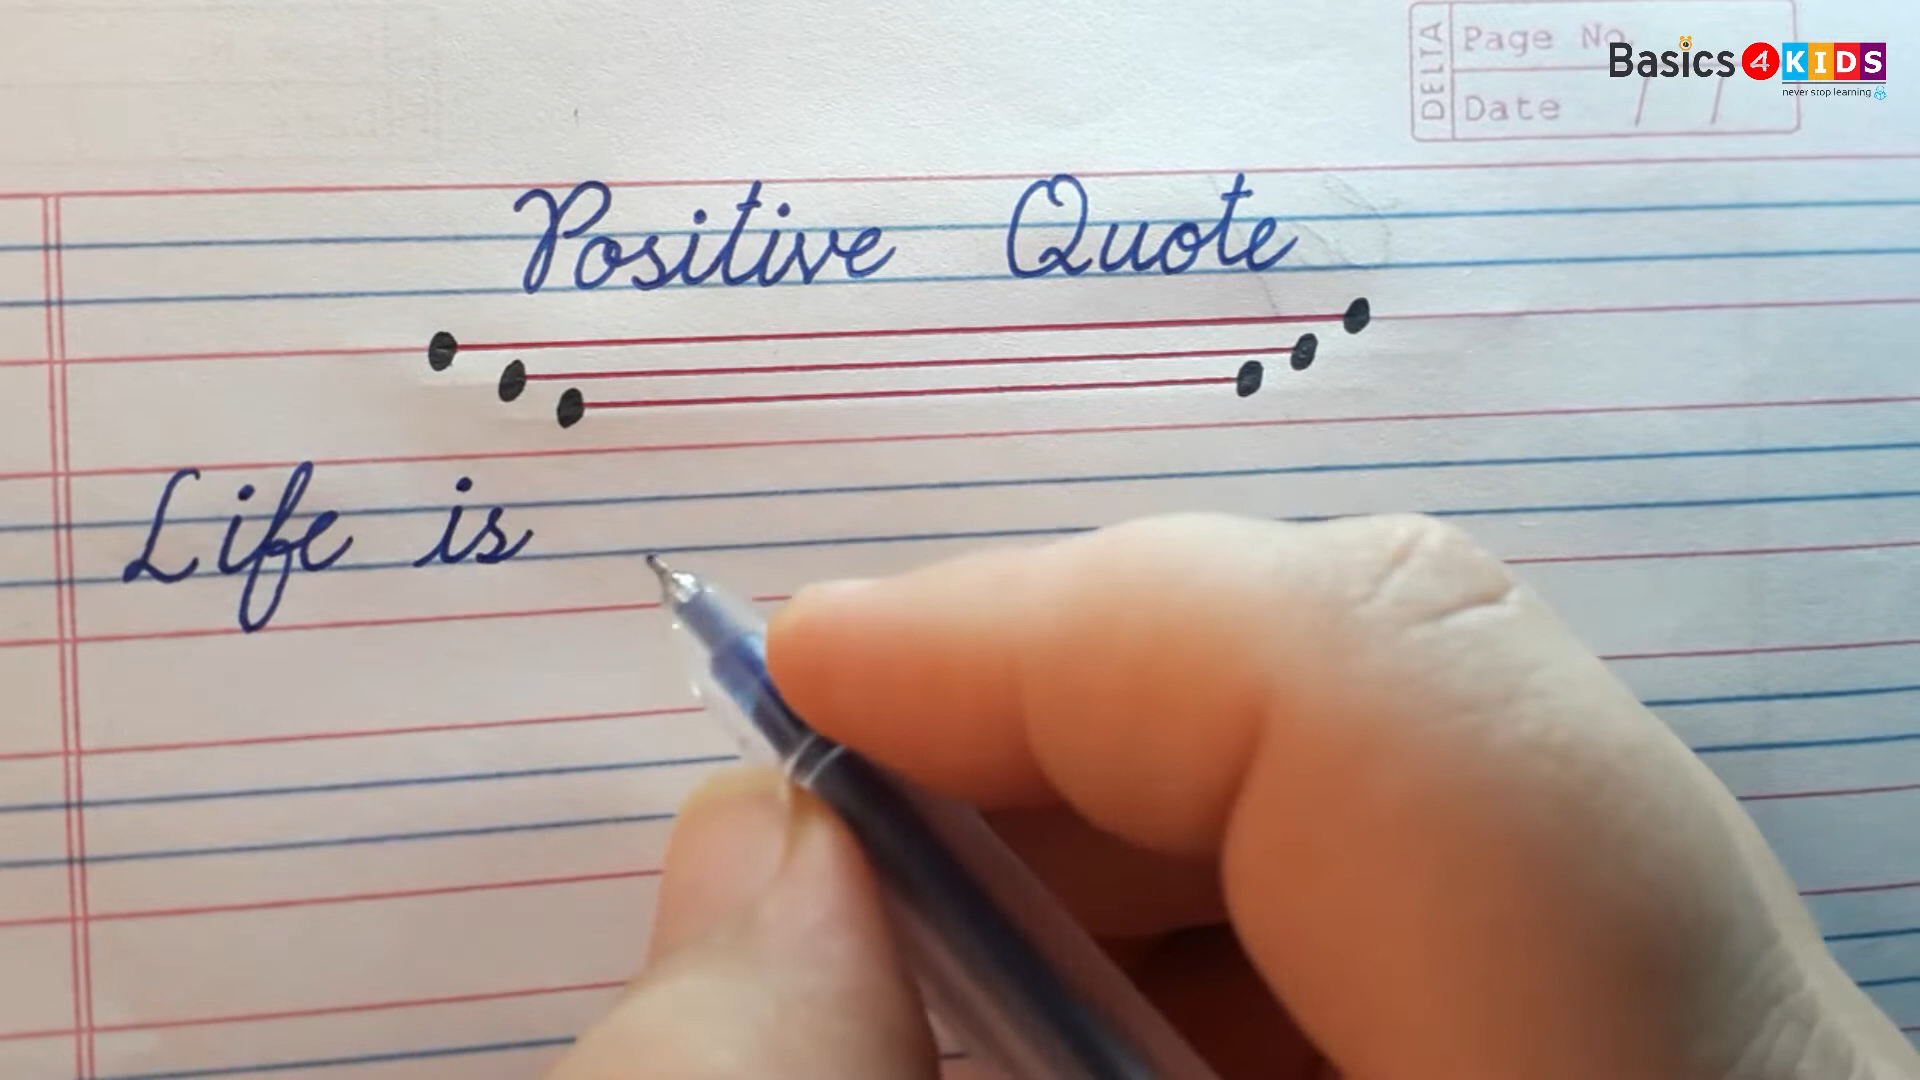 DELTA
Page No.
Date / /
Basics 4 KIDS
never stop learning
Positive Quote
Life is